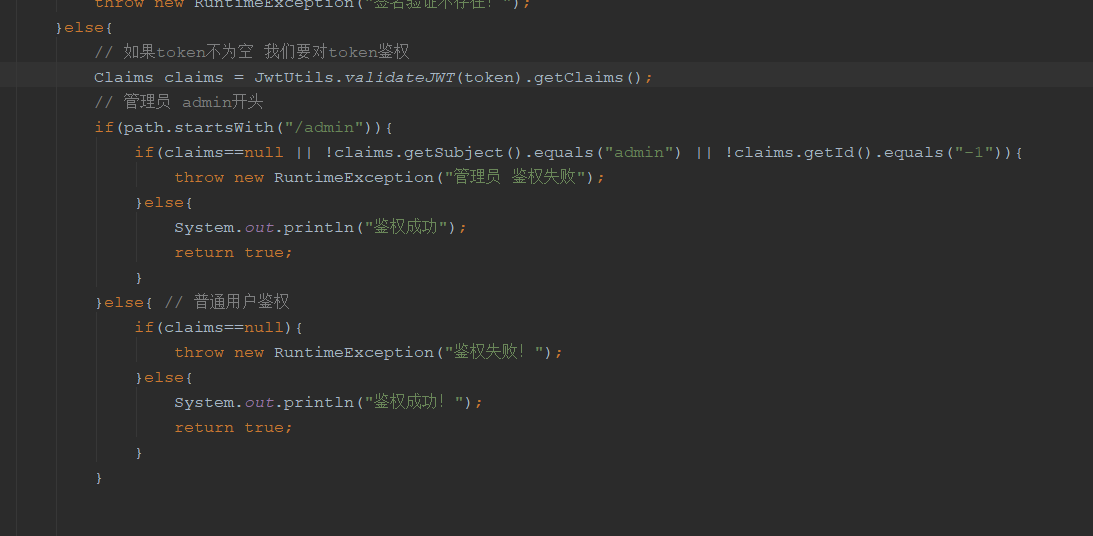 throw new RuntimeException("签名验证不存在！");
}else{
// 如果token不为空 我们要对token鉴权
Claims claims = JwtUtils.validateJWT(token).getClaims();
// 管理员 admin开头
if(path.startsWith("/admin")){
if(claims==null || !claims.getSubject().equals("admin") || !claims.getId().equals("-1")){
throw new RuntimeException("管理员 鉴权失败");
}else{
System.out.println("鉴权成功");
return true;
}
}else{ // 普通用户鉴权
if(claims==null){
throw new RuntimeException("鉴权失败！");
}else{
System.out.println("鉴权成功！");
return true;
}
}